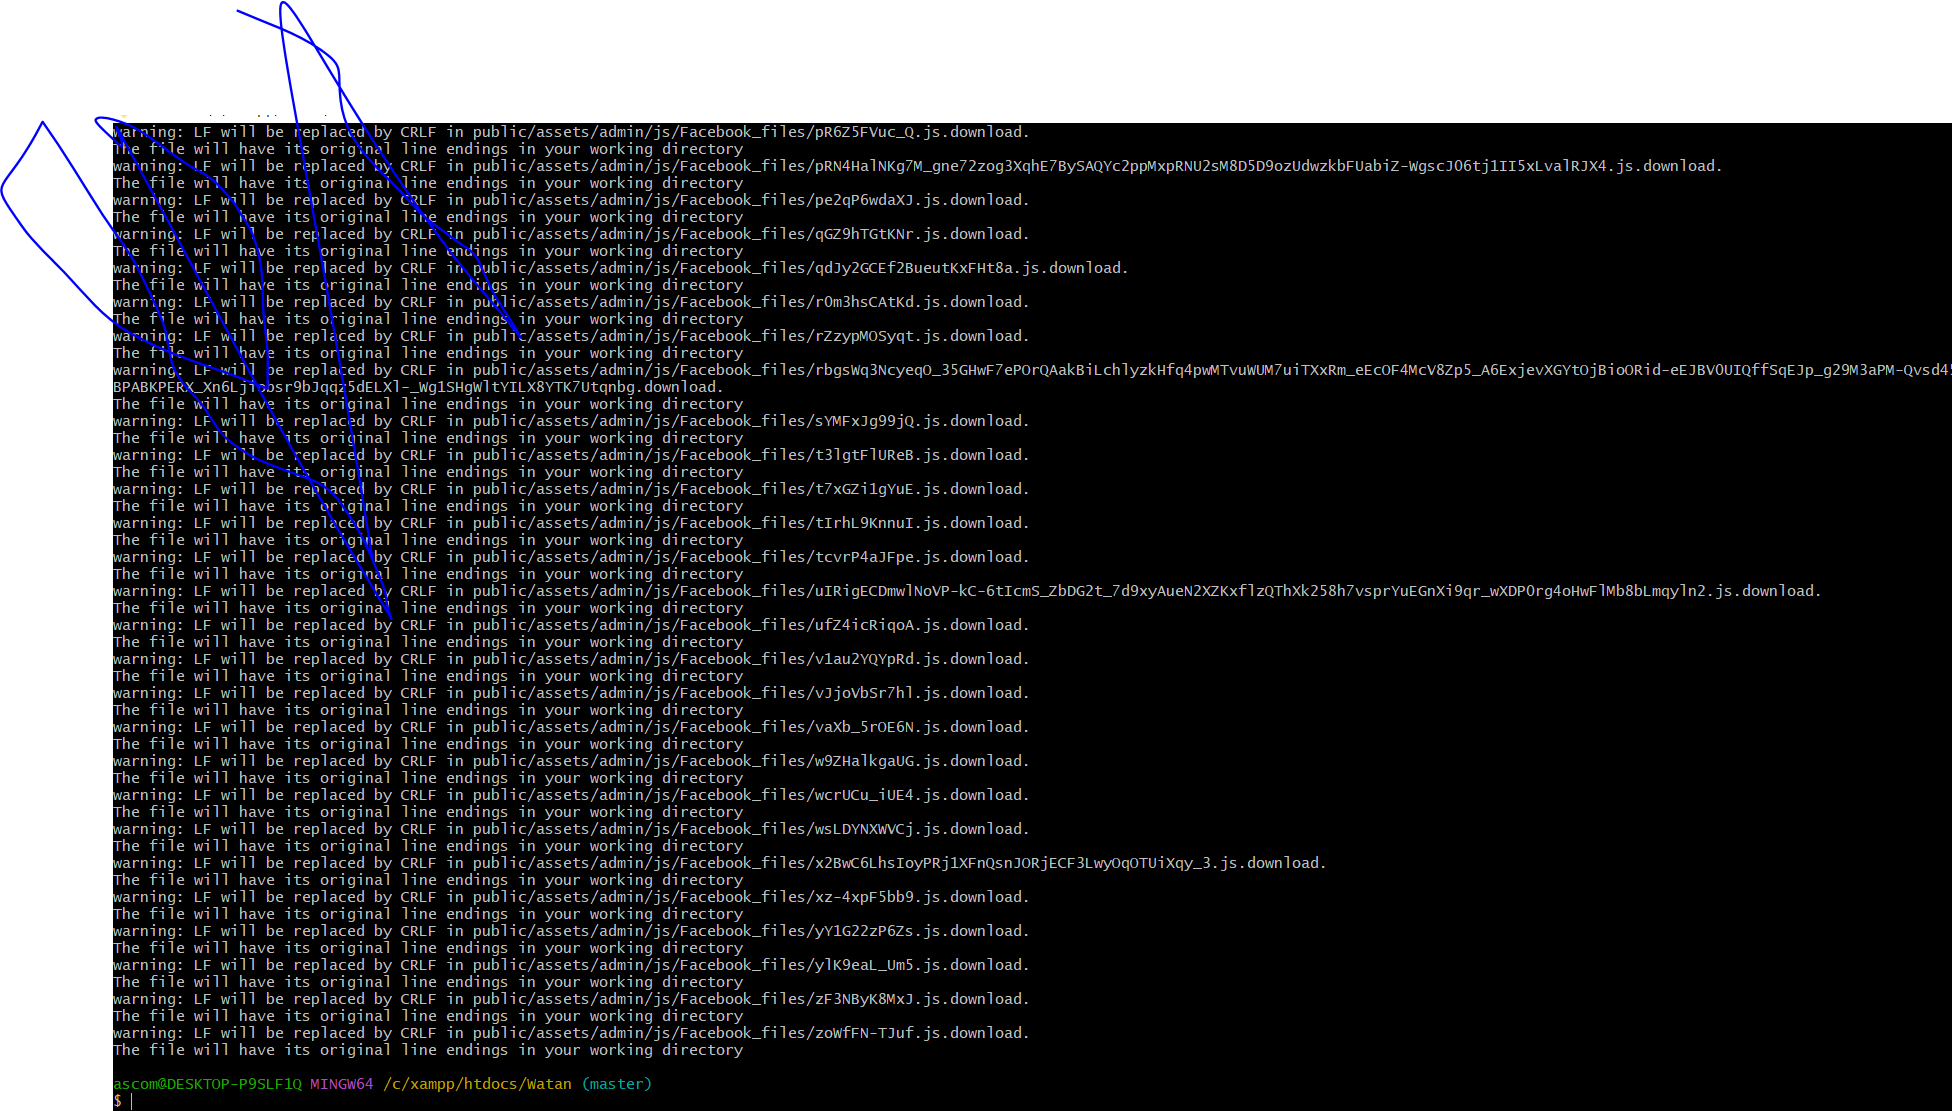 warning: LF will be replaced by CRLF in public/assets/admin/js/Facebook_files/pR6Z5FVuc_Q.js.download.
The file will have its original line endings in your working directory
warning: LF will be replaced by CRLF in public/assets/admin/js/Facebook_files/pRN4HalNKg7M_gne72zog3XqhE7BySAQYc2ppMxpRNU2sM8D5D9ozUdwzkbFUabiZ-WgscJO6tj1II5xLvalRJX4.js.download.
The file will have its original line endings in your working directory
warning: LF will be replaced by CRLF in public/assets/admin/js/Facebook_files/pe2qP6wdaXJ.js.download.
The file will have its original line endings in your working directory
warning: LF will be replaced by CRLF in public/assets/admin/js/Facebook_files/qGZ9hTGtKNr.js.download.
The file will have its original line endings in your working directory
warning: LF will be replaced by CRLF in public/assets/admin/js/Facebook_files/qdJy2GCEf2BueutKxFHt8a.js.download.
The file will have its original line endings in your working directory
warning: LF will be replaced by CRLF in public/assets/admin/js/Facebook_files/r0m3hsCAtKd.js.download.
The file will have its original line endings in your working directory
warning: LF will be replaced by CRLF in public/assets/admin/js/Facebook_files/rZzypMOSyqt.js.download.
The file will have its original line endings in your working directory
warning: LF will be replaced by CRLF in public/assets/admin/js/Facebook_files/rbgsWq3NcyeqO_35GHwF7ePOrQAakBiLchlyzkHfq4pwMTvuWUM7uiTXxRm_eEcOF4McV8Zp5_A6ExjevXGYtOjBioORid-eEJBV0UIQffSqEJp_g29M3aPM-Qvsd45
BPABKPERX_Xn6Ljisbsr9bJqqz5dELXl-_Wg1SHgWltYILX8YTK7Utqnbg.download.
The file will have its original line endings in your working directory
warning: LF will be replaced by CRLF in public/assets/admin/js/Facebook_files/sYMFxJg99jQ.js.download.
The file will have its original line endings in your working directory
warning: LF will be replaced by CRLF in public/assets/admin/js/Facebook_files/t3lgtFlUReB.js.download.
The file will have its original line endings in your working directory
warning: LF will be replaced by CRLF in public/assets/admin/js/Facebook_files/t7xGZi1gYuE.js.download.
The file will have its original line endings in your working directory
warning: LF will be replaced by CRLF in public/assets/admin/js/Facebook_files/tIrhL9KnnuI.js.download.
The file will have its original line endings in your working directory
warning: LF will be replaced by CRLF in public/assets/admin/js/Facebook_files/tcvrP4aJFpe.js.download.
The file will have its original line endings in your working directory
warning: LF will be replaced by CRLF in public/assets/admin/js/Facebook_files/uIRigECDmwlNoVP-kC-6tIcmS_ZbDG2t_7d9xyAueN2XZKxflzQThXk258h7vsprYuEGnXi9qr_wXDP0rg4oHwFlMb8bLmqyln2.js.download.
The file will have its original line endings in your working directory
warning: LF will be replaced by CRLF in public/assets/admin/js/Facebook_files/ufZ4icRiqoA.js.download.
The file will have its original line endings in your working directory
warning: LF will be replaced by CRLF in public/assets/admin/js/Facebook_files/v1au2YQYpRd.js.download.
The file will have its original line endings in your working directory
warning: LF will be replaced by CRLF in public/assets/admin/js/Facebook_files/vJjoVbSr7hl.js.download.
The file will have its original line endings in your working directory
warning: LF will be replaced by CRLF in public/assets/admin/js/Facebook_files/vaXb_5rOE6N.js.download.
The file will have its original line endings in your working directory
warning: LF will be replaced by CRLF in public/assets/admin/js/Facebook_files/w9ZHalkgaUG.js.download.
The file will have its original line endings in your working directory
warning: LF will be replaced by CRLF in public/assets/admin/js/Facebook_files/wcrUCu_iUE4.js.download.
The file will have its original line endings in your working directory
warning: LF will be replaced by CRLF in public/assets/admin/js/Facebook_files/wsLDYNXWVCj.js.download.
The file will have its original line endings in your working directory
warning: LF will be replaced by CRLF in public/assets/admin/js/Facebook_files/x2BwC6LhsIoyPRj1XFnQsnJORjECF3LwyOqOTUiXqy_3.js.download.
The file will have its original line endings in your working directory
warning: LF will be replaced by CRLF in public/assets/admin/js/Facebook_files/xz-4xpF5bb9.js.download.
The file will have its original line endings in your working directory
warning: LF will be replaced by CRLF in public/assets/admin/js/Facebook_files/yY1G22zP6Zs.js.download.
The file will have its original line endings in your working directory
warning: LF will be replaced by CRLF in public/assets/admin/js/Facebook_files/ylK9eaL_Um5.js.download.
The file will have its original line endings in your working directory
warning: LF will be replaced by CRLF in public/assets/admin/js/Facebook_files/zF3NByK8MxJ.js.download.
The file will have its original line endings in your working directory
warning: LF will be replaced by CRLF in public/assets/admin/js/Facebook_files/zoWfFN-TJuf.js.download.
The file will have its original line endings in your working directory
ascom@DESKTOP-P9SLF1Q MINGW64 /c/xampp/htdocs/Watan (master)
$